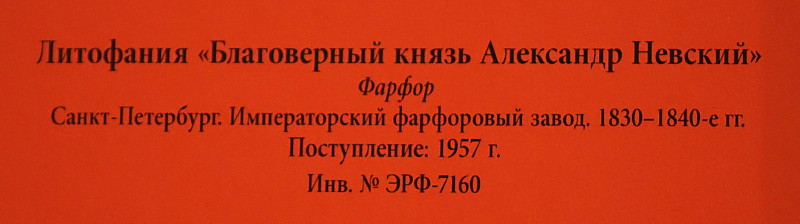 Литофания «Благоверный князь Александр Невский»
Фарфор
Санкт-Петербург. Императорский фарфоровый завод. 1830–1840-е гг.
Поступление: 1957 г.
Инв. № ЭРФ-7160